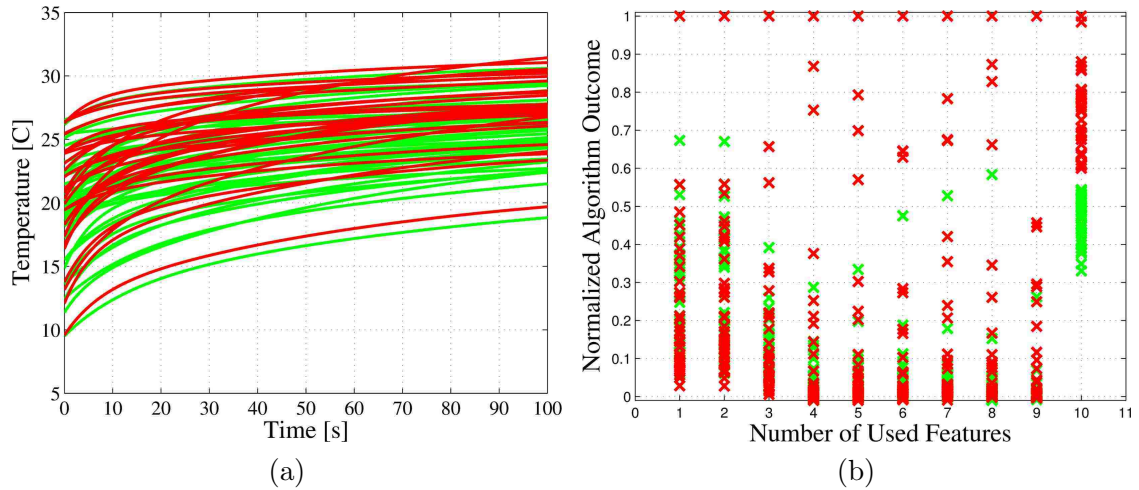 35
30
25
20
15
10
5
0 10 20 30 40 50 60 70 80 90 100
Temperature [C]
Time [s]
(a)
1
0.9
0.8
0.7
0.6
0.5
0.4
0.3
0.2
0.1
0
1 2 3 4 5 6 7 8 9 10 11
Normalized Algorithm Outcome
Number of Used Features
(b)